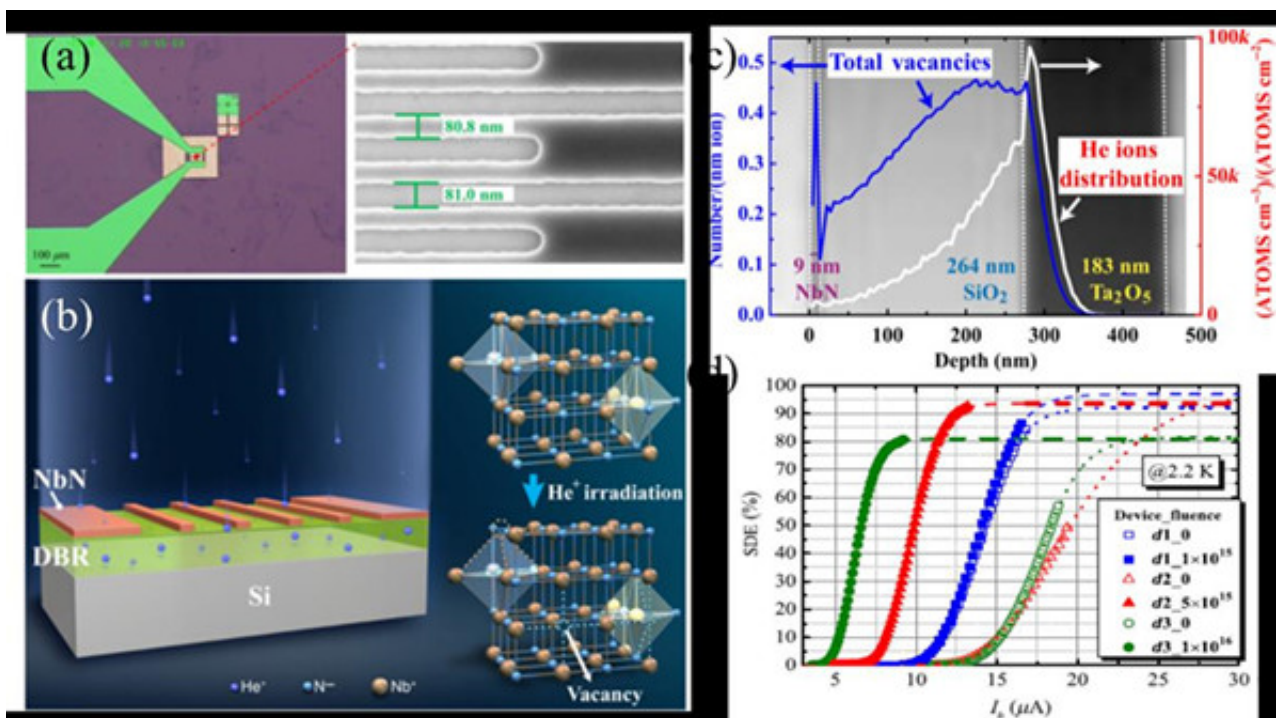 (a)
80.8 nm
81.0 nm
100 μm
(b)
NbN
DBR
Si
He⁺ irradiation
Vacancy
He⁺
N⁻
Nb⁺
c)
Total vacancies
He ions
distribution
9 nm
NbN
264 nm
SiO₂
183 nm
Ta₂O₅
Number/(nm ion)
0.5
0.4
0.3
0.2
0.1
0.0
0
100
200
300
400
500
Depth (nm)
100k
50k
0
(ATOMS cm⁻³)/(ATOMS cm⁻²)
d)
SDE (%)
100
90
80
70
60
50
40
30
20
10
0
5
10
15
20
25
30
I_b (μA)
@2.2 K
Device_fluence
d1_0
d1_1×10¹⁵
d2_0
d2_5×10¹⁵
d3_0
d3_1×10¹⁶